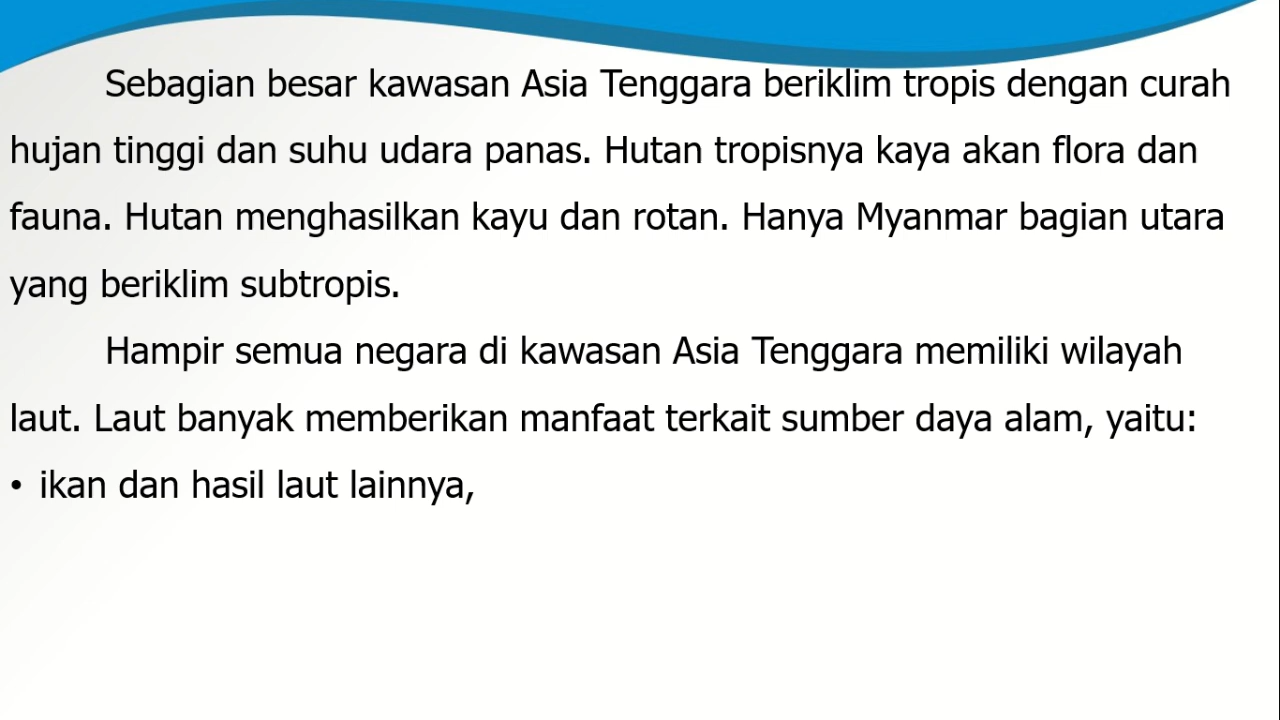 Sebagian besar kawasan Asia Tenggara beriklim tropis dengan curah
hujan tinggi dan suhu udara panas. Hutan tropisnya kaya akan flora dan
fauna. Hutan menghasilkan kayu dan rotan. Hanya Myanmar bagian utara
yang beriklim subtropis.
Hampir semua negara di kawasan Asia Tenggara memiliki wilayah
laut. Laut banyak memberikan manfaat terkait sumber daya alam, yaitu:
• ikan dan hasil laut lainnya,